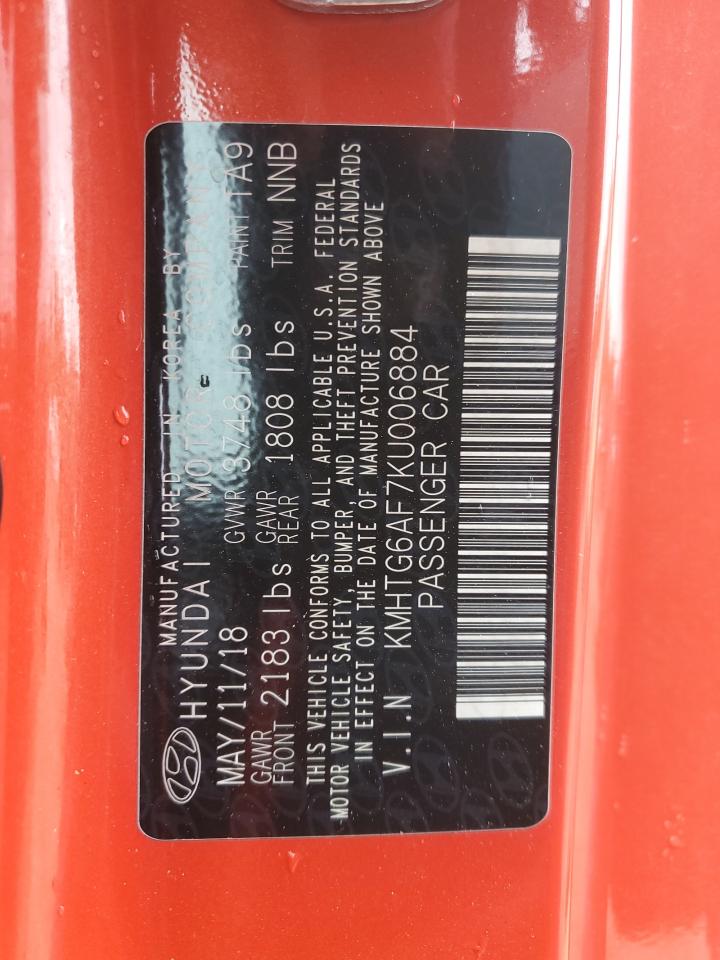 MANUFACTURED IN KOREA BY
HYUNDAI MOTOR COMPANY
MAY/11/18 GVWR 3748 lbs PAINT TA9
GAWR FRONT 2183 lbs GAWR REAR 1808 lbs TRIM NNB
THIS VEHICLE CONFORMS TO ALL APPLICABLE U.S.A. FEDERAL
MOTOR VEHICLE SAFETY, BUMPER, AND THEFT PREVENTION STANDARDS
IN EFFECT ON THE DATE OF MANUFACTURE SHOWN ABOVE
V.I.N KMHTG6AF7KU006884
PASSENGER CAR